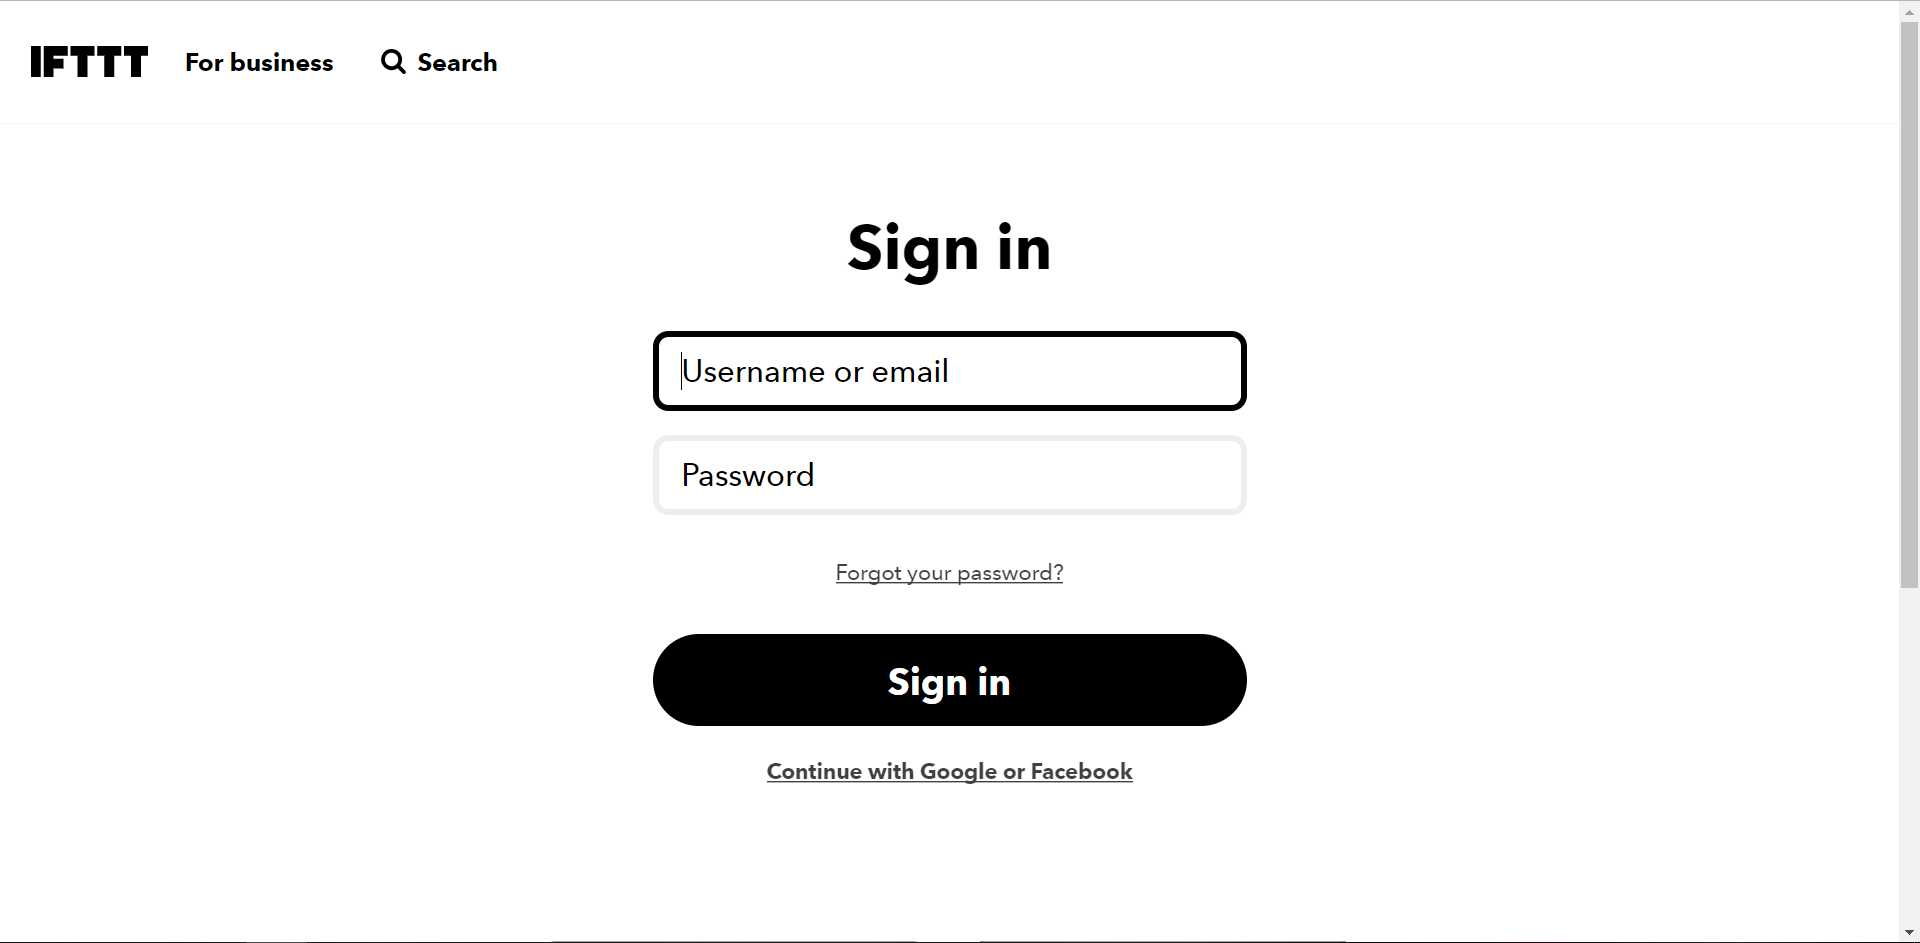 IFTTT For business Search
Sign in
Username or email
Password
Forgot your password?
Sign in
Continue with Google or Facebook